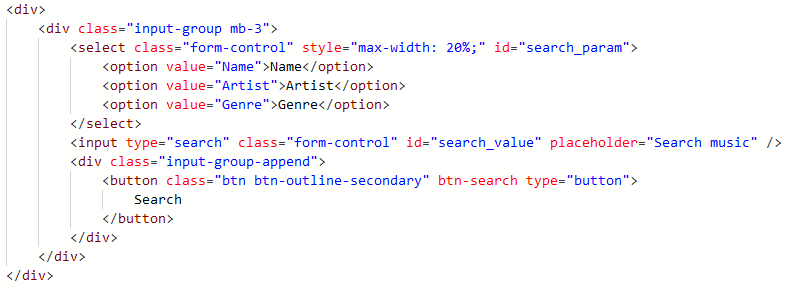 <div>
    <div class="input-group mb-3">
        <select class="form-control" style="max-width: 20%;" id="search_param">
            <option value="Name">Name</option>
            <option value="Artist">Artist</option>
            <option value="Genre">Genre</option>
        </select>
        <input type="search" class="form-control" id="search_value" placeholder="Search music" />
        <div class="input-group-append">
            <button class="btn btn-outline-secondary" btn-search type="button">
                Search
            </button>
        </div>
    </div>
</div>